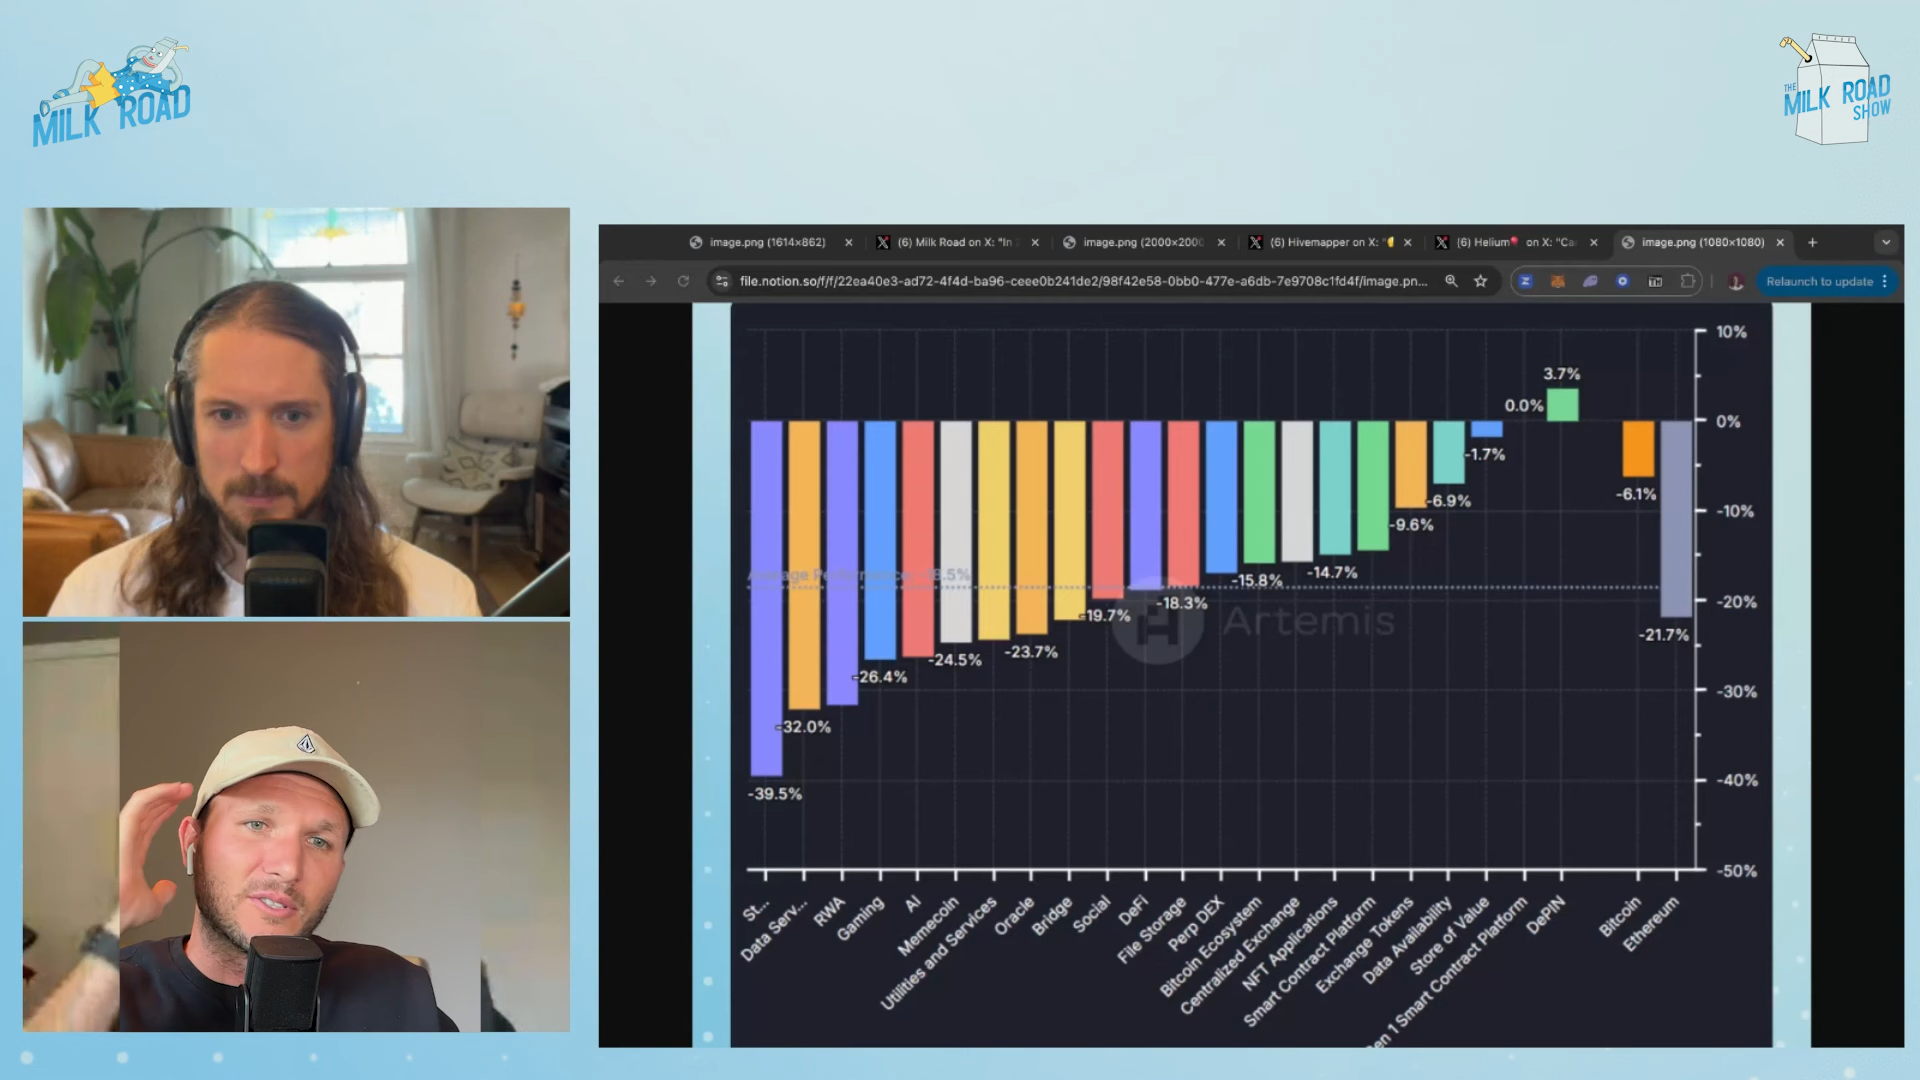 MILK ROAD
THE
MILK ROAD
SHOW
image.png (1614×862)
(6) Milk Road on X: "In
image.png (2000×200
(6) Hivemapper on X: "
(6) Helium on X: "Ca
image.png (1080×1080)
file.notion.so/f/f/22ea40e3-ad72-4f4d-ba96-ceee0b241de2/98f42e58-0bb0-477e-a6db-7e9708c1fd4f/image.pn...
Relaunch to update
10%
0%
-10%
-20%
-30%
-40%
-50%
3.7%
0.0%
-1.7%
-6.9%
-9.6%
-14.7%
-15.8%
-18.3%
-19.7%
-23.7%
-24.5%
-26.4%
-32.0%
-39.5%
-6.1%
-21.7%
Artemis
St...
Data Serv...
RWA
Gaming
AI
Memecoin
Utilities and Services
Oracle
Bridge
Social
DeFi
File Storage
Perp DEX
Bitcoin Ecosystem
Centralized Exchange
NFT Applications
Smart Contract Platform
Exchange Tokens
Data Availability
Store of Value
en 1 Smart Contract Platform
DePIN
Bitcoin
Ethereum